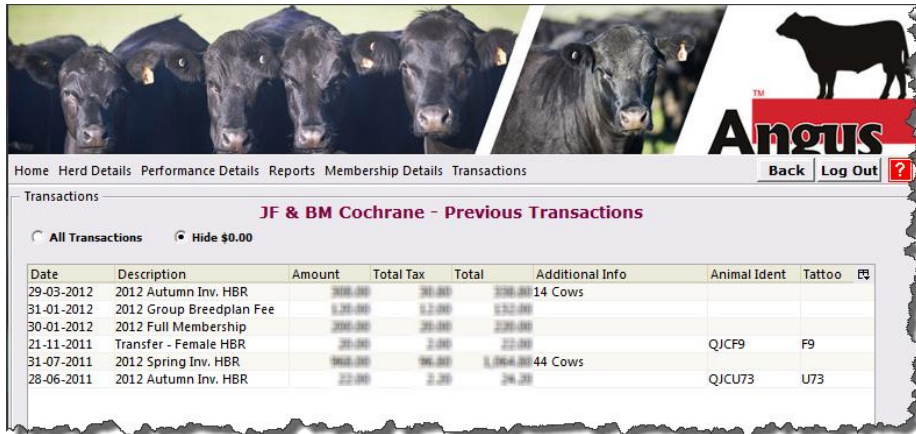 TM
Angus
Home Herd Details Performance Details Reports Membership Details Transactions Back Log Out ?
Transactions
JF & BM Cochrane - Previous Transactions
All Transactions Hide $0.00
Date Description Amount Total Tax Total Additional Info Animal Ident Tattoo
29-03-2012 2012 Autumn Inv. HBR 14 Cows
31-01-2012 2012 Group Breedplan Fee
30-01-2012 2012 Full Membership
21-11-2011 Transfer - Female HBR QJCF9 F9
31-07-2011 2012 Spring Inv. HBR 44 Cows
28-06-2011 2012 Autumn Inv. HBR QJCU73 U73